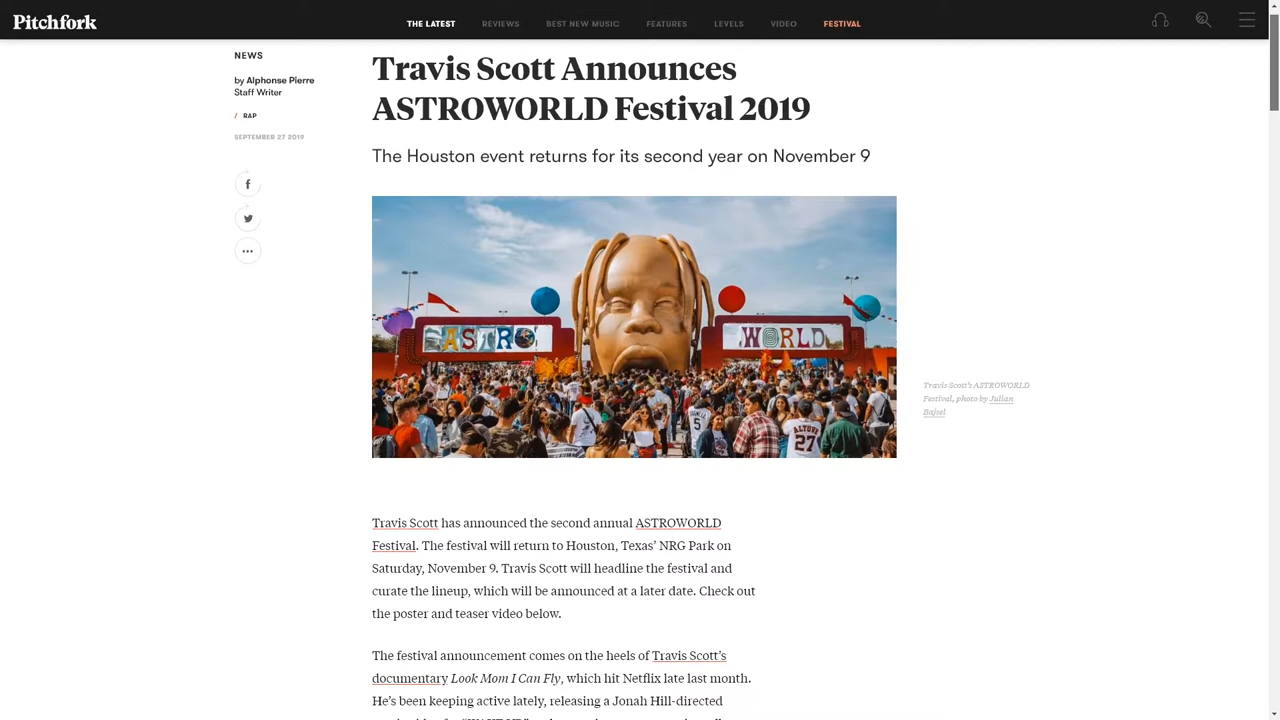 Pitchfork
THE LATEST
REVIEWS
BEST NEW MUSIC
FEATURES
LEVELS
VIDEO
FESTIVAL
NEWS
by Alphonse Pierre
Staff Writer
/ RAP
SEPTEMBER 27 2019
Travis Scott Announces
ASTROWORLD Festival 2019
The Houston event returns for its second year on November 9
ASTRO
WORLD
5
ALTUVE
27
Travis Scott's ASTROWORLD
Festival, photo by Julian
Bajsel
Travis Scott has announced the second annual ASTROWORLD
Festival. The festival will return to Houston, Texas’ NRG Park on
Saturday, November 9. Travis Scott will headline the festival and
curate the lineup, which will be announced at a later date. Check out
the poster and teaser video below.
The festival announcement comes on the heels of Travis Scott’s
documentary Look Mom I Can Fly, which hit Netflix late last month.
He’s been keeping active lately, releasing a Jonah Hill-directed